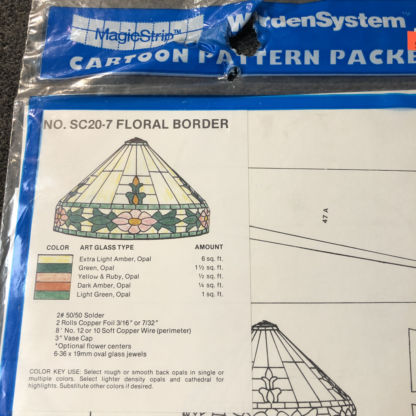 MagicStrip™ WordenSystem
CARTOON PATTERN PACKE
NO. SC20-7 FLORAL BORDER
COLOR ART GLASS TYPE AMOUNT
Extra Light Amber, Opal 6 sq. ft.
Green, Opal 1½ sq. ft.
Yellow & Ruby, Opal ½ sq. ft.
Dark Amber, Opal ¼ sq. ft.
Light Green, Opal 1 sq. ft.
2# 50/50 Solder
2 Rolls Copper Foil 3/16" or 7/32"
8' No. 12 or 10 Soft Copper Wire (perimeter)
3" Vase Cap
*Optional flower centers
6-36 x 19mm oval glass jewels
COLOR KEY USE: Select rough or smooth back opals in single or
multiple colors. Select lighter density opals and cathedral for
highlights. Substitute other colors if desired.
47 A